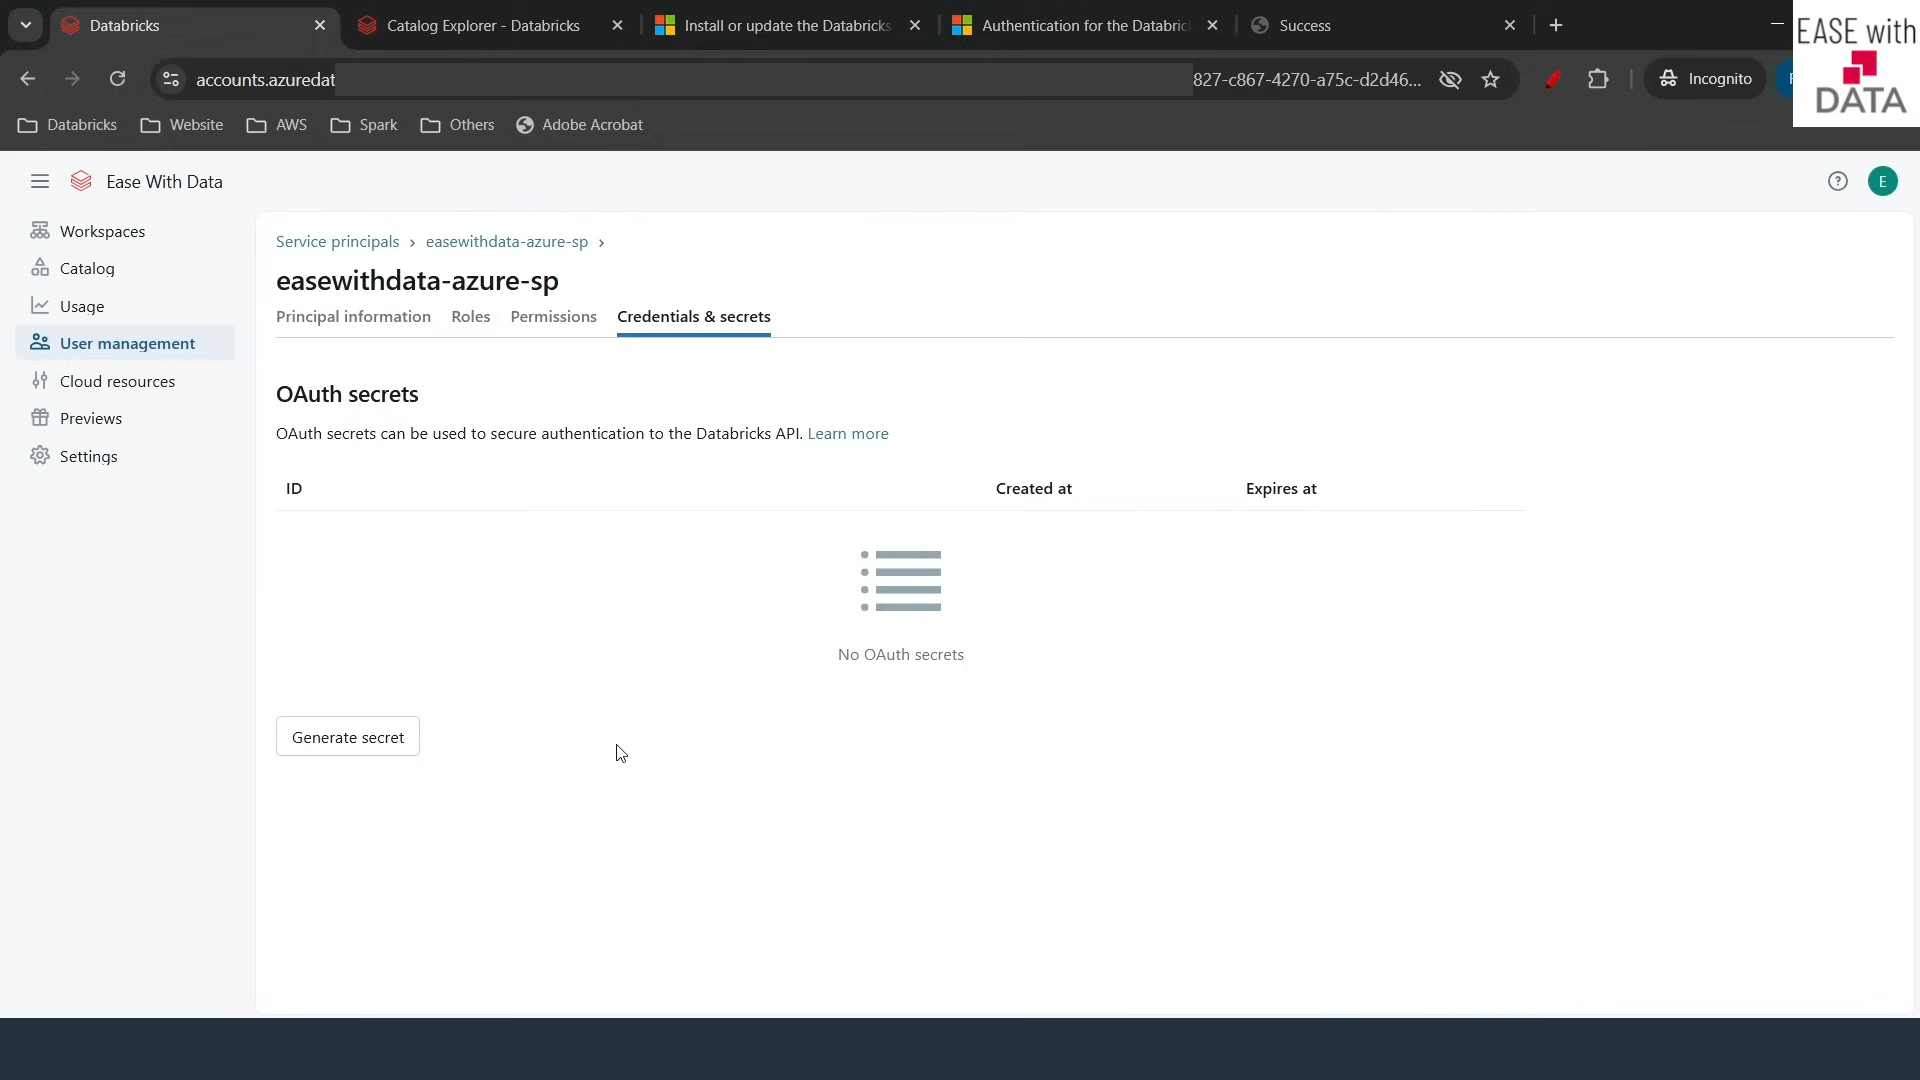 Databricks
Catalog Explorer - Databricks
Install or update the Databricks
Authentication for the Databric
Success
EASE with
DATA
accounts.azuredat
827-c867-4270-a75c-d2d46...
Incognito
Databricks
Website
AWS
Spark
Others
Adobe Acrobat
Ease With Data
E
Workspaces
Catalog
Usage
User management
Cloud resources
Previews
Settings
Service principals › easewithdata-azure-sp ›
easewithdata-azure-sp
Principal information
Roles
Permissions
Credentials & secrets
OAuth secrets
OAuth secrets can be used to secure authentication to the Databricks API. Learn more
ID
Created at
Expires at
No OAuth secrets
Generate secret